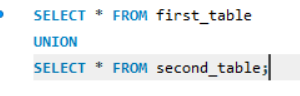 SELECT * FROM first_table
UNION
SELECT * FROM second_table;